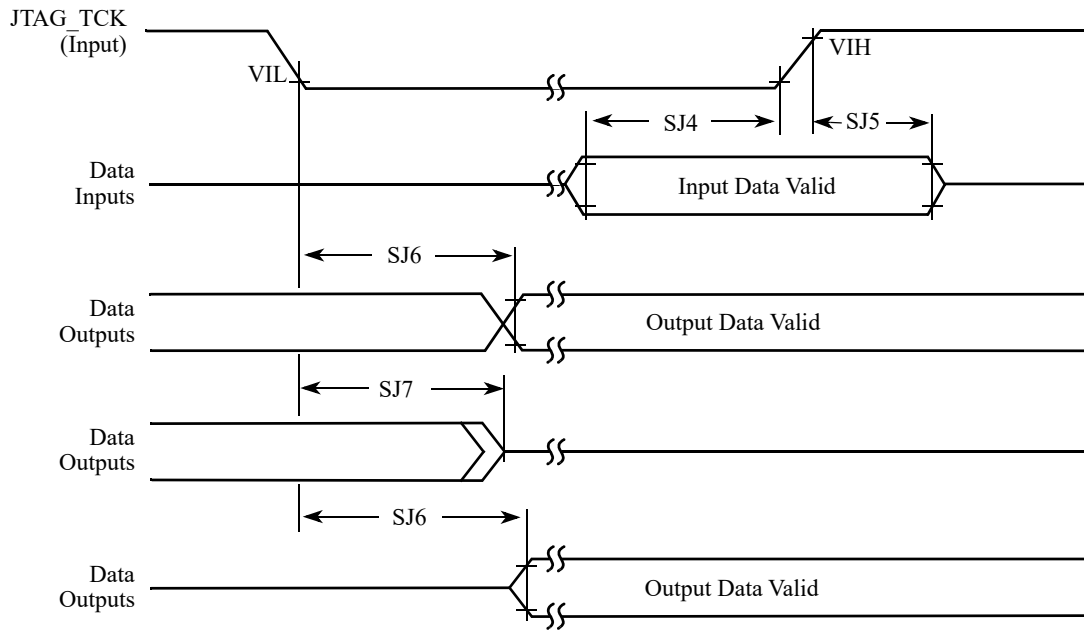 JTAG_TCK
(Input)
VIL
VIH
SJ4
SJ5
Data
Inputs
Input Data Valid
SJ6
Data
Outputs
Output Data Valid
SJ7
Data
Outputs
SJ6
Data
Outputs
Output Data Valid